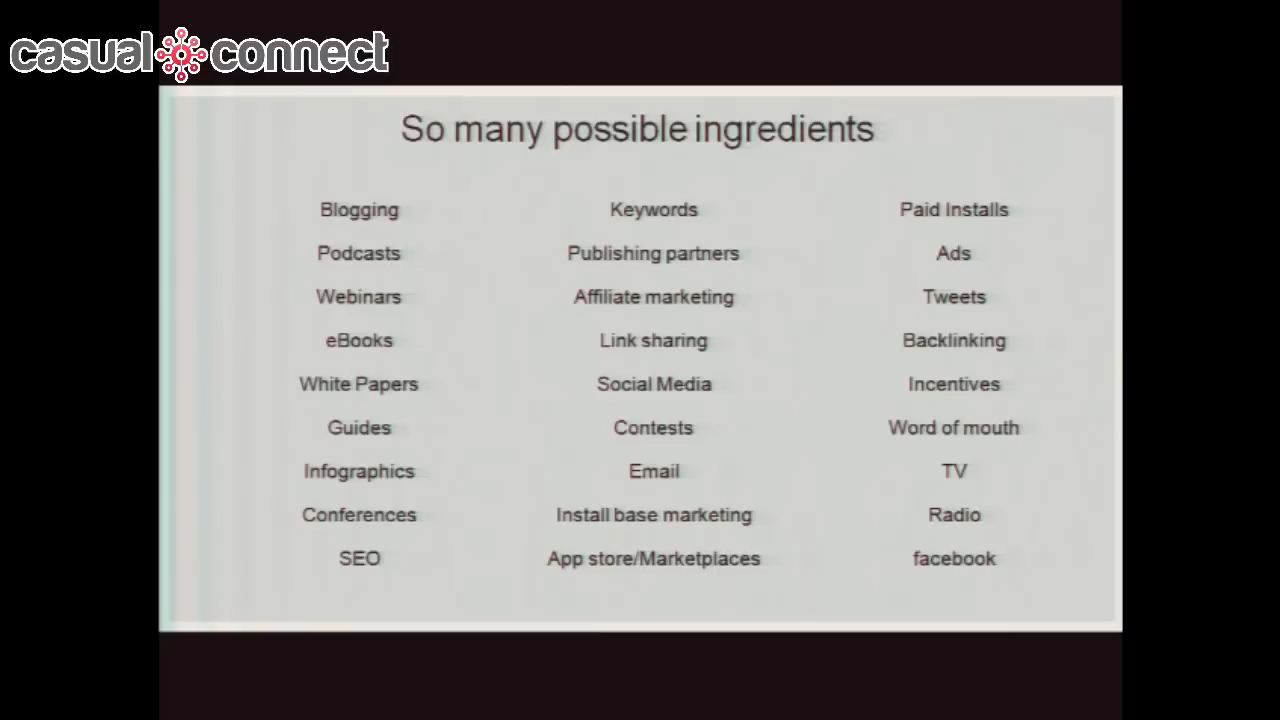 casual connect
So many possible ingredients
Blogging Keywords Paid Installs
Podcasts Publishing partners Ads
Webinars Affiliate marketing Tweets
eBooks Link sharing Backlinking
White Papers Social Media Incentives
Guides Contests Word of mouth
Infographics Email TV
Conferences Install base marketing Radio
SEO App store/Marketplaces facebook